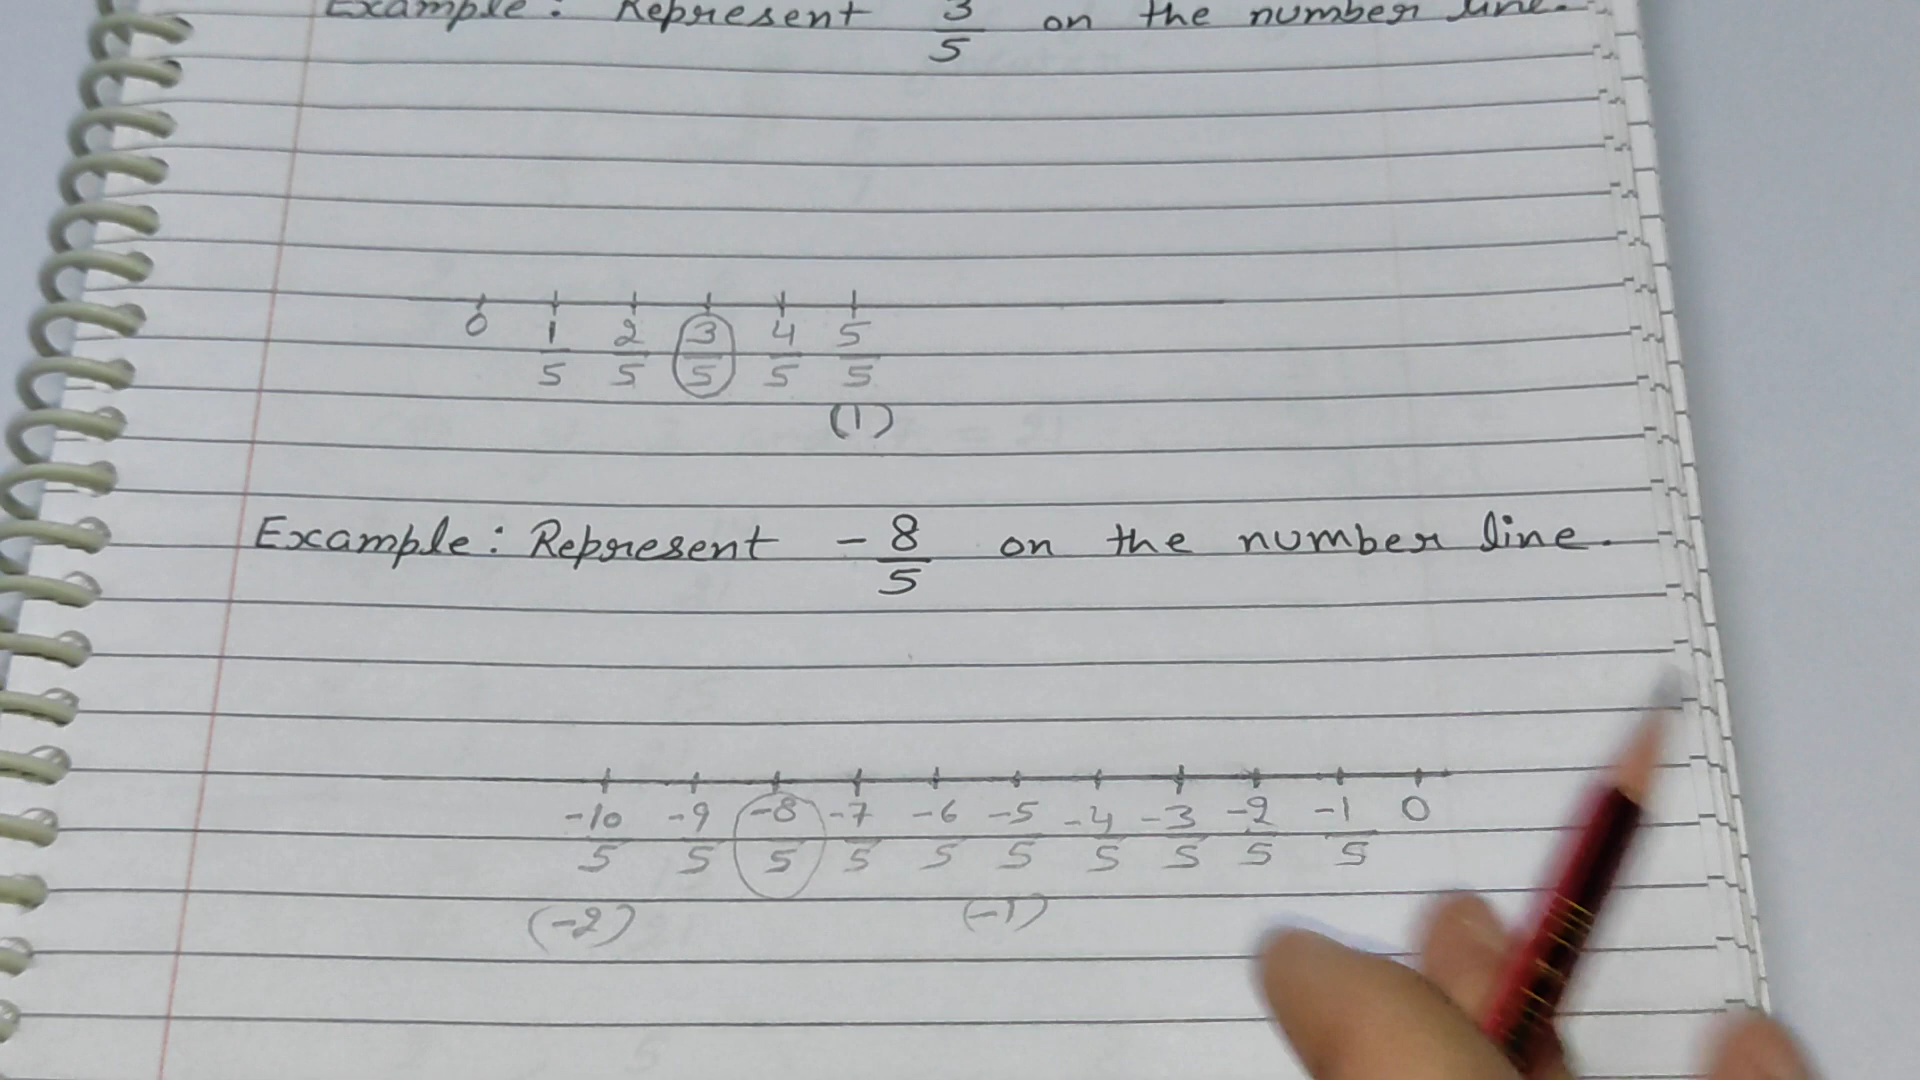 Example: Represent 3/5 on the number line.
0 1/5 2/5 3/5 4/5 5/5
(1)
Example: Represent -8/5 on the number line.
-10/5 -9/5 -8/5 -7/5 -6/5 -5/5 -4/5 -3/5 -2/5 -1/5 0
(-2) (-1)